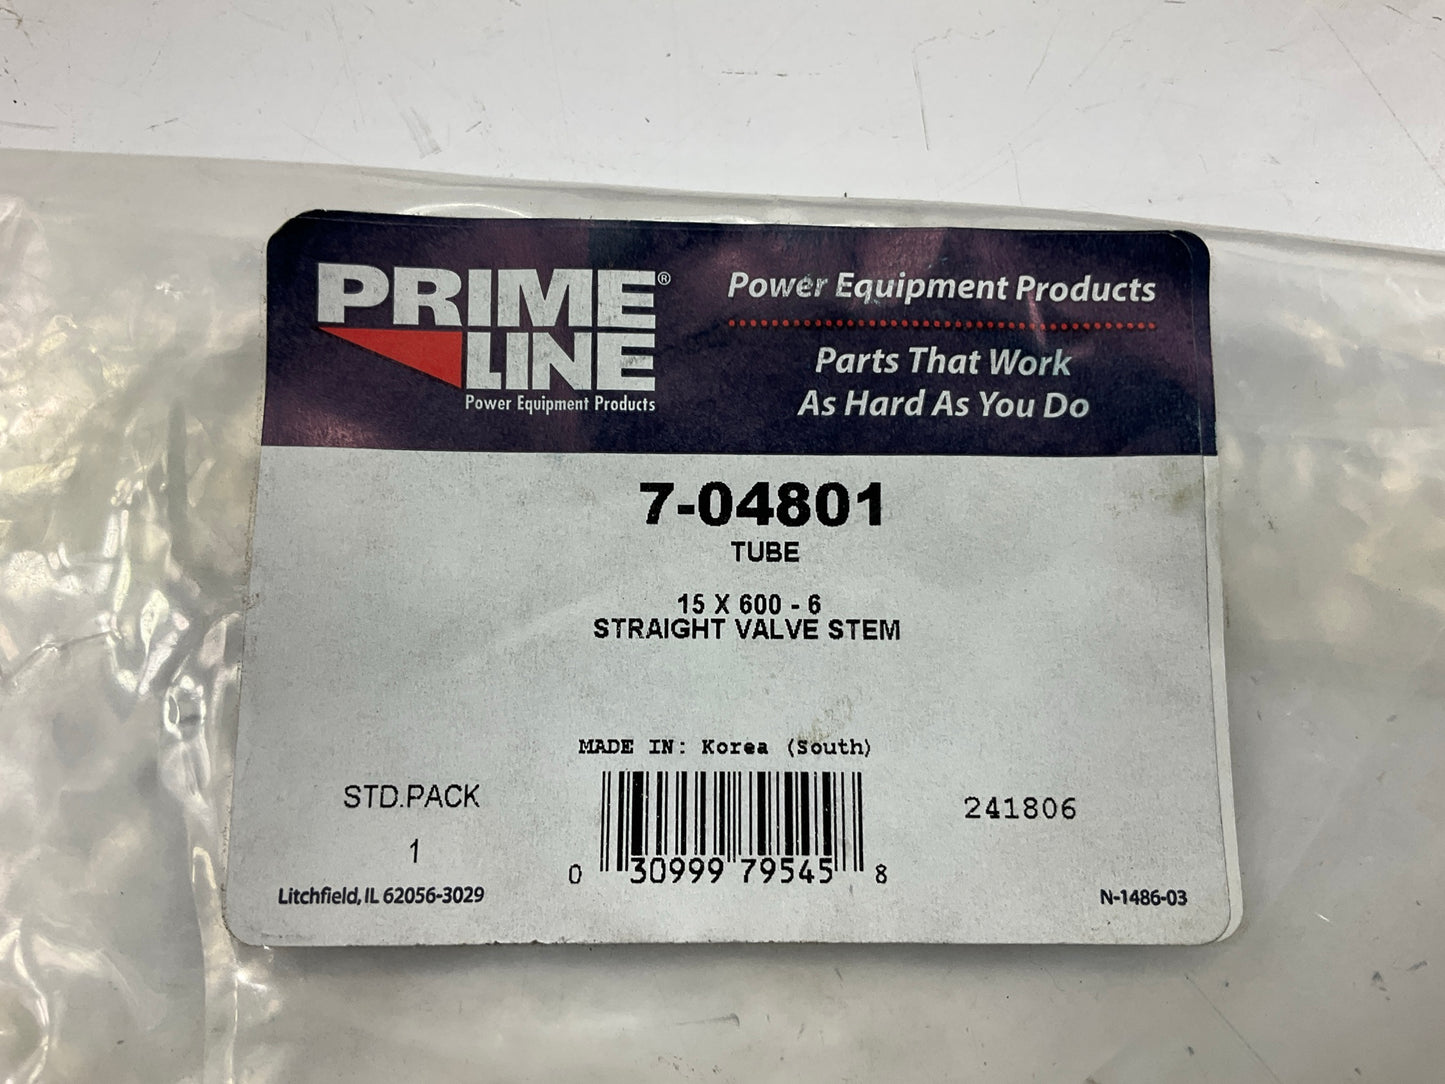 PRIME®
LINE
Power Equipment Products
Power Equipment Products
Parts That Work
As Hard As You Do
7-04801
TUBE
15 X 600 - 6
STRAIGHT VALVE STEM
MADE IN: Korea (South)
STD.PACK
1
241806
0 30999 79545 8
Litchfield, IL 62056-3029
N-1486-03